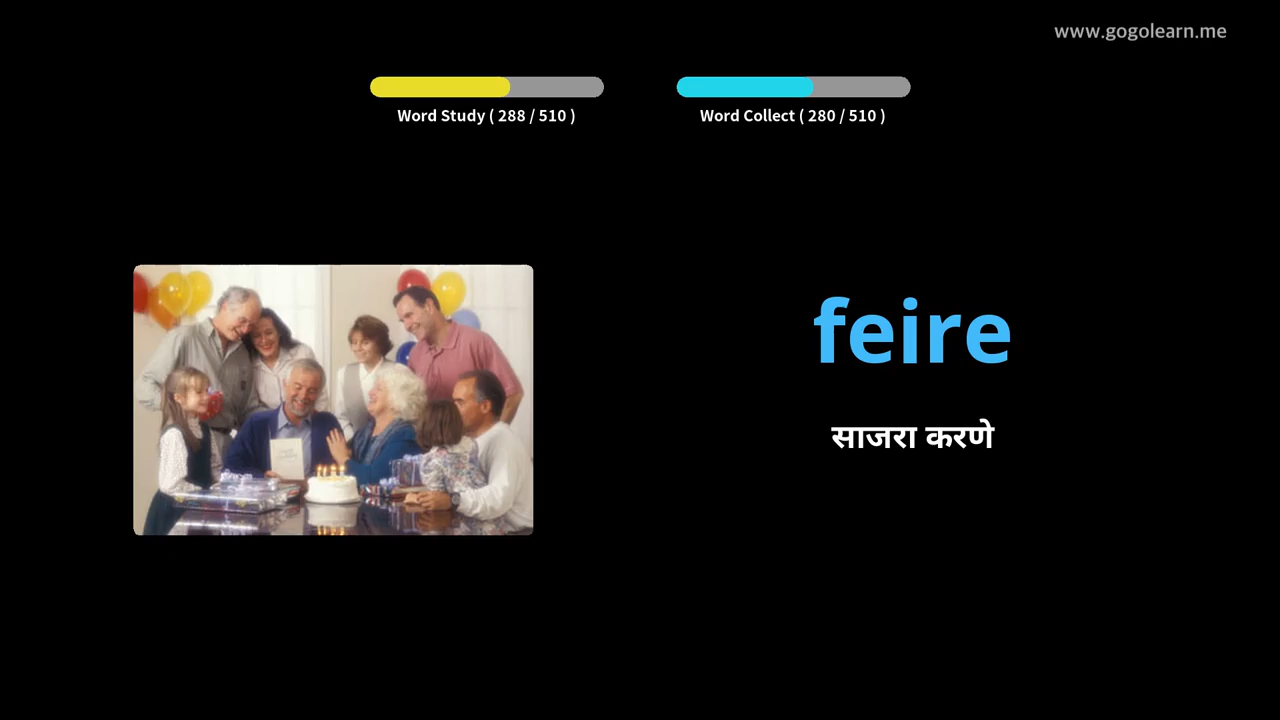 www.gogolearn.me
Word Study ( 288 / 510 )
Word Collect ( 280 / 510 )
feire
साजरा करणे